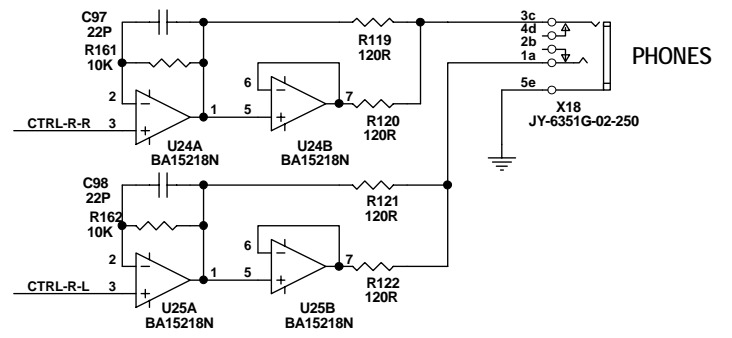 C97
22P
R161
10K
2
CTRL-R-R
3
1
U24A
BA15218N
6
5
7
U24B
BA15218N
R119
120R
R120
120R
3c
4d
2b
1a
5e
PHONES
X18
JY-6351G-02-250
C98
22P
R162
10K
2
CTRL-R-L
3
1
U25A
BA15218N
6
5
7
U25B
BA15218N
R121
120R
R122
120R